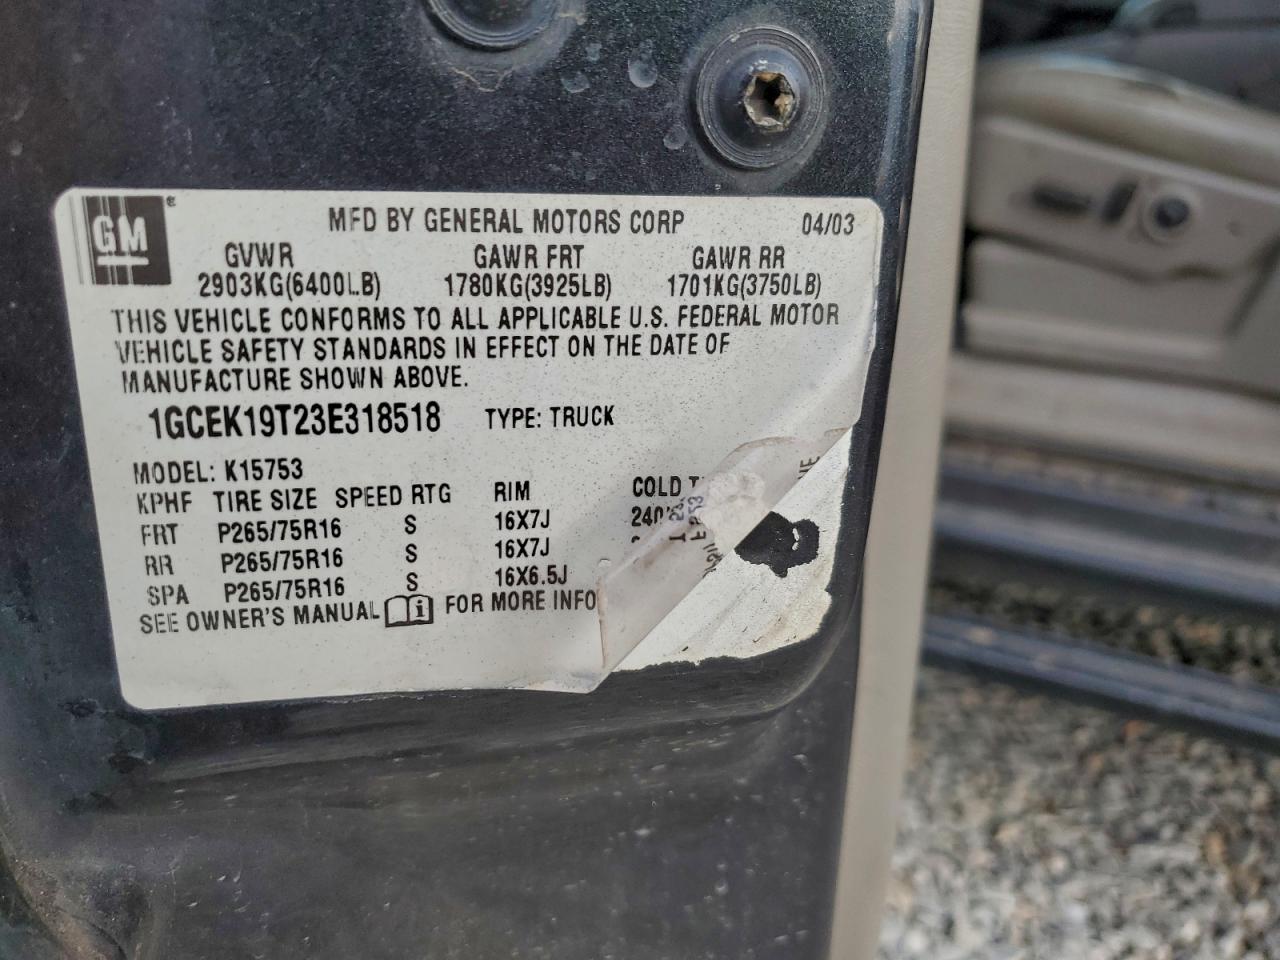 GM ® MFD BY GENERAL MOTORS CORP 04/03
GVWR GAWR FRT GAWR RR
2903KG(6400LB) 1780KG(3925LB) 1701KG(3750LB)
THIS VEHICLE CONFORMS TO ALL APPLICABLE U.S. FEDERAL MOTOR
VEHICLE SAFETY STANDARDS IN EFFECT ON THE DATE OF
MANUFACTURE SHOWN ABOVE.
1GCEK19T23E318518 TYPE: TRUCK
MODEL: K15753
KPHF TIRE SIZE SPEED RTG RIM COLD
FRT P265/75R16 S 16X7J
RR P265/75R16 S 16X7J
SPA P265/75R16 S 16X6.5J
SEE OWNER'S MANUAL i FOR MORE INFO